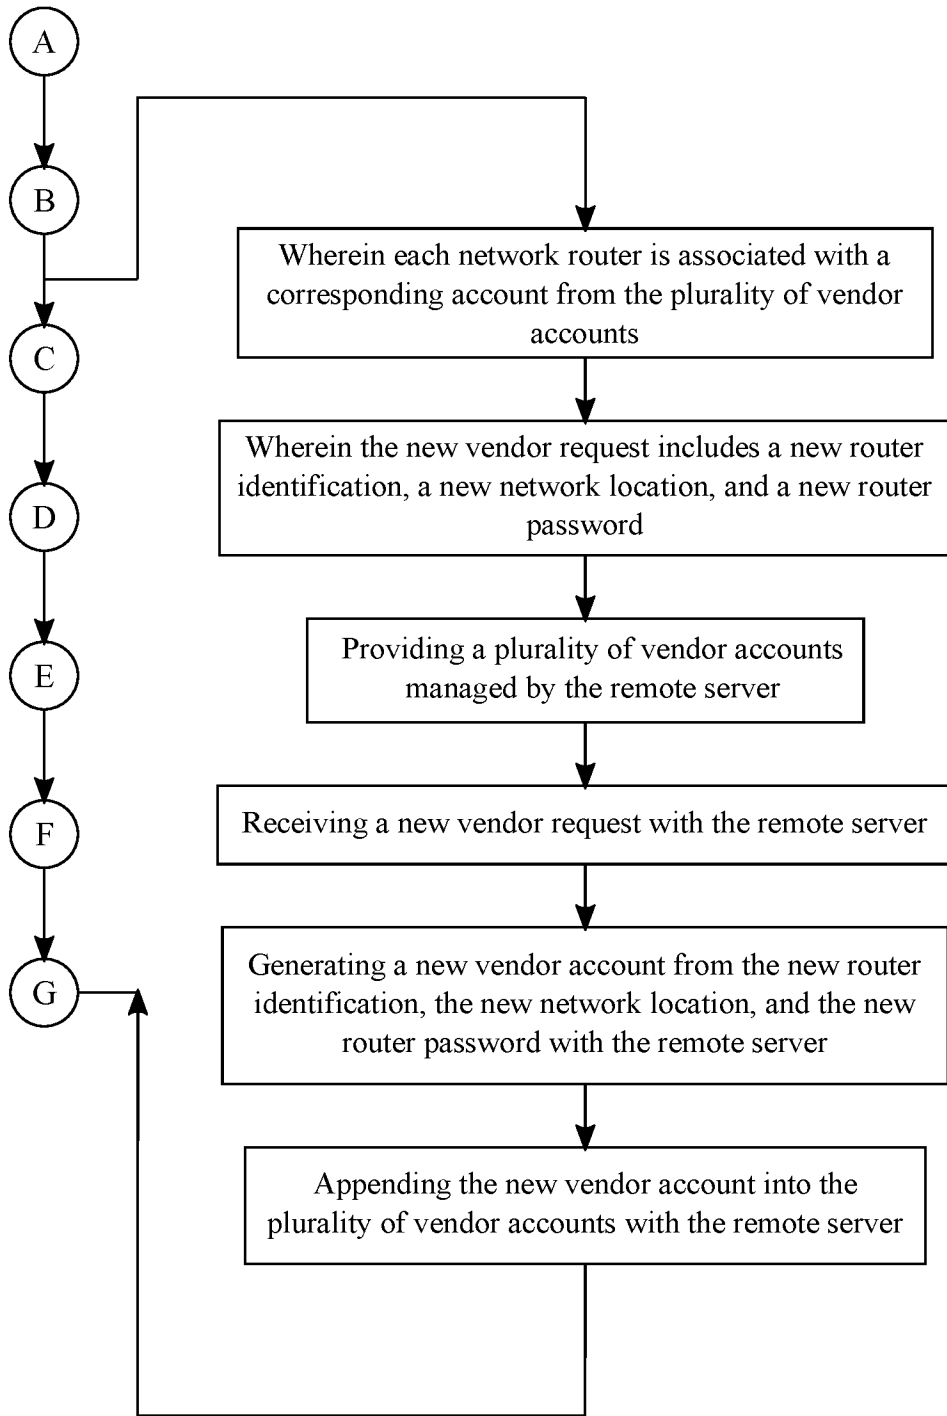 A
B
C
D
E
F
G
Wherein each network router is associated with a
corresponding account from the plurality of vendor
accounts
Wherein the new vendor request includes a new router
identification, a new network location, and a new router
password
Providing a plurality of vendor accounts
managed by the remote server
Receiving a new vendor request with the remote server
Generating a new vendor account from the new router
identification, the new network location, and the new
router password with the remote server
Appending the new vendor account into the
plurality of vendor accounts with the remote server